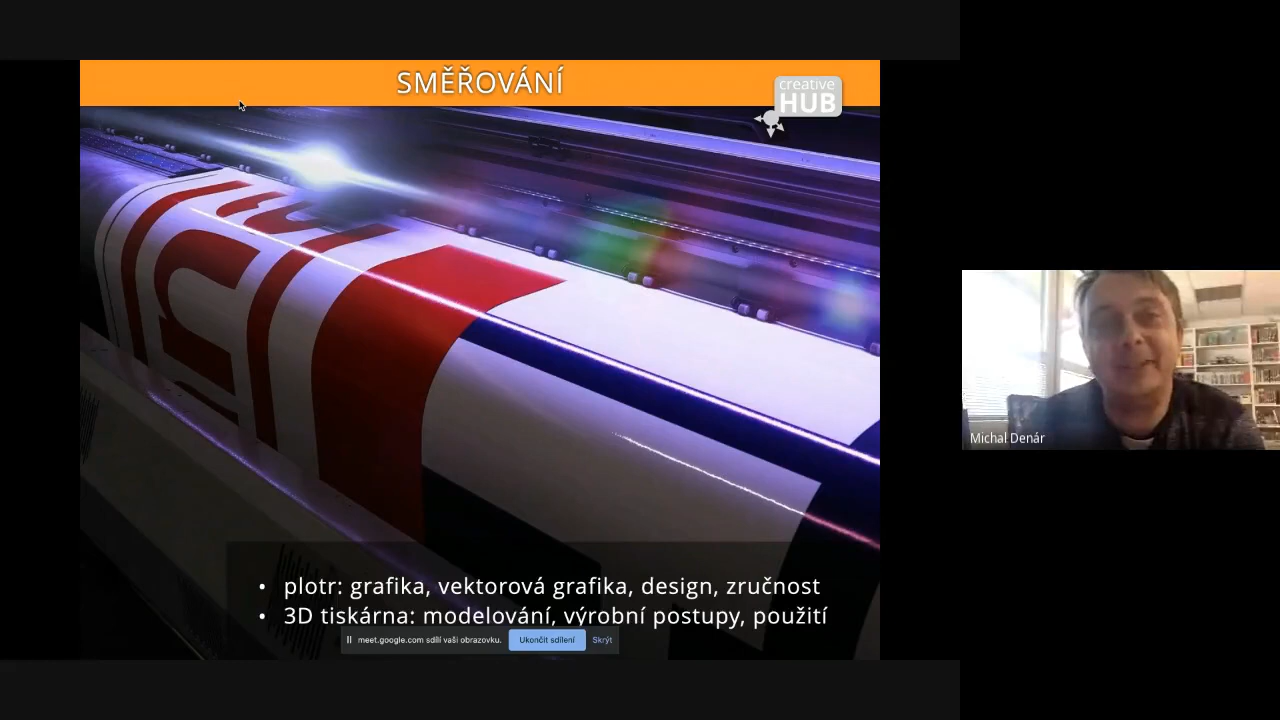 SMĚŘOVÁNÍ
creative
HUB
• plotr: grafika, vektorová grafika, design, zručnost
• 3D tiskárna: modelování, výrobní postupy, použití
meet.google.com sdílí vaši obrazovku. Ukončit sdílení Skrýt
Michal Denár